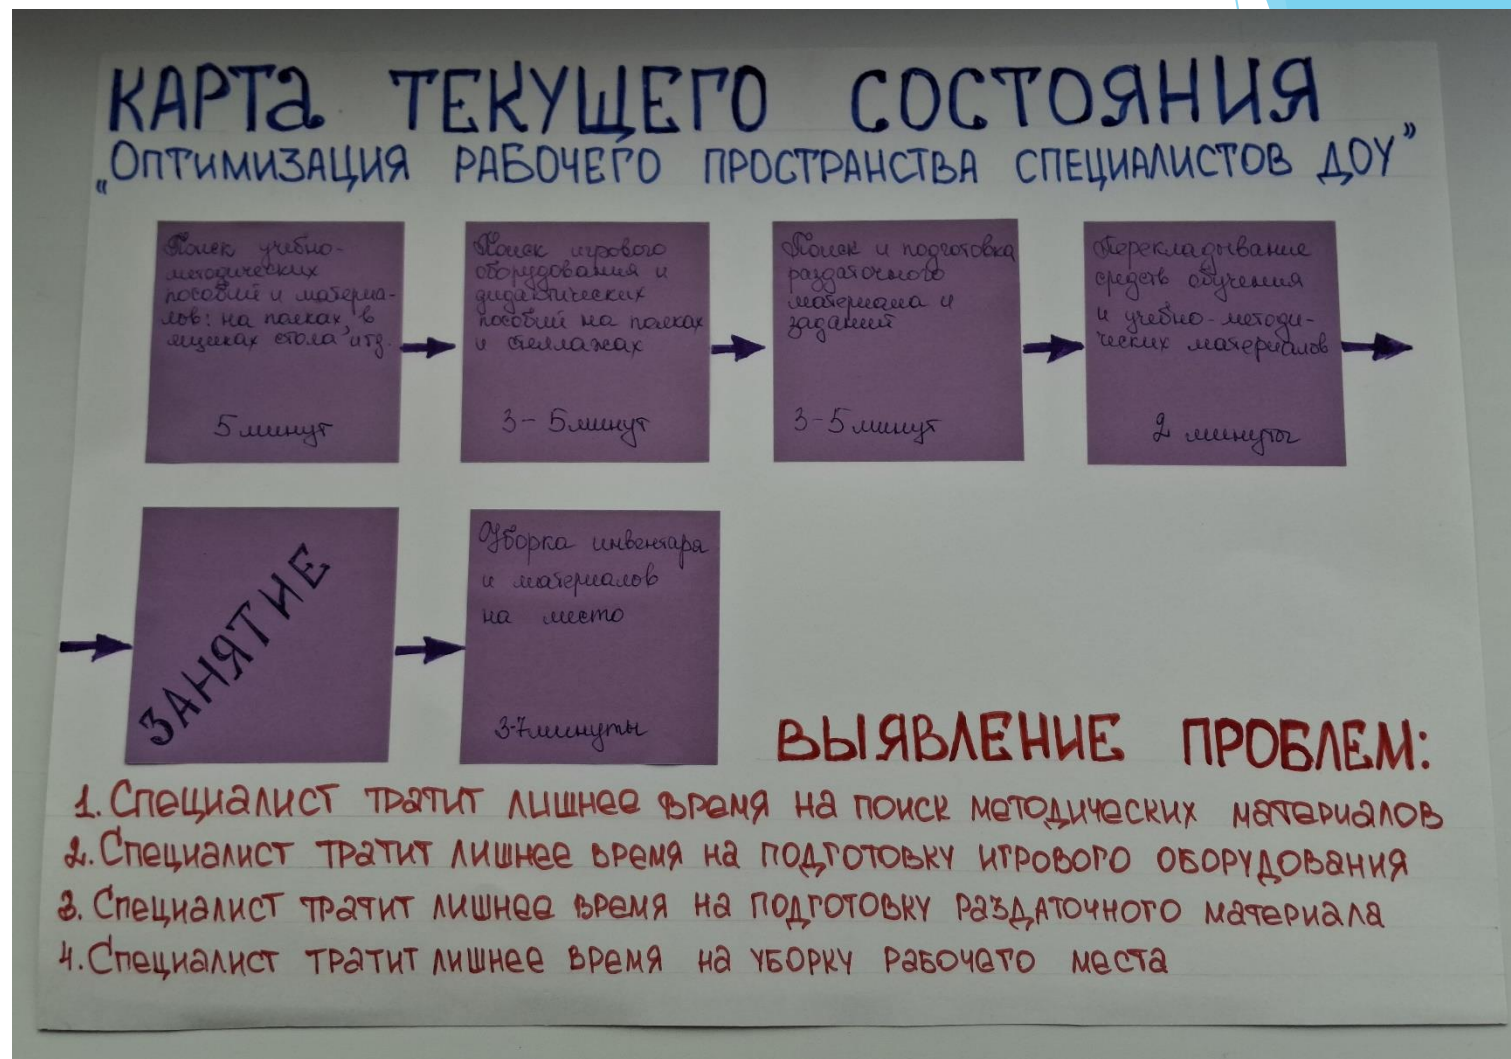 КАРТА ТЕКУЩЕГО СОСТОЯНИЯ
„ОПТИМИЗАЦИЯ РАБОЧЕГО ПРОСТРАНСТВА СПЕЦИАЛИСТОВ ДОУ”
Поиск учебно-
методических
пособий и материа-
лов: на полках, в
ящиках стола итд.
5 минут
Поиск игрового
оборудования и
дидактических
пособий на полках
и стеллажах
3-5 минут
Поиск и подготовка
раздаточного
материала и
заданий
3-5 минут
Перекладывание
средств обучения
и учебно-методи-
ческих материалов
2 минуты
ЗАНЯТИЕ
Уборка инвентаря
и материалов
на место
3-7 минуты
ВЫЯВЛЕНИЕ ПРОБЛЕМ:
1. СПЕЦИАЛИСТ ТРАТИТ ЛИШНЕЕ ВРЕМЯ НА ПОИСК МЕТОДИЧЕСКИХ МАТЕРИАЛОВ
2. СПЕЦИАЛИСТ ТРАТИТ ЛИШНЕЕ ВРЕМЯ НА ПОДГОТОВКУ ИГРОВОГО ОБОРУДОВАНИЯ
3. СПЕЦИАЛИСТ ТРАТИТ ЛИШНЕЕ ВРЕМЯ НА ПОДГОТОВКУ РАЗДАТОЧНОГО МАТЕРИАЛА
4. СПЕЦИАЛИСТ ТРАТИТ ЛИШНЕЕ ВРЕМЯ НА УБОРКУ РАБОЧЕГО МЕСТА